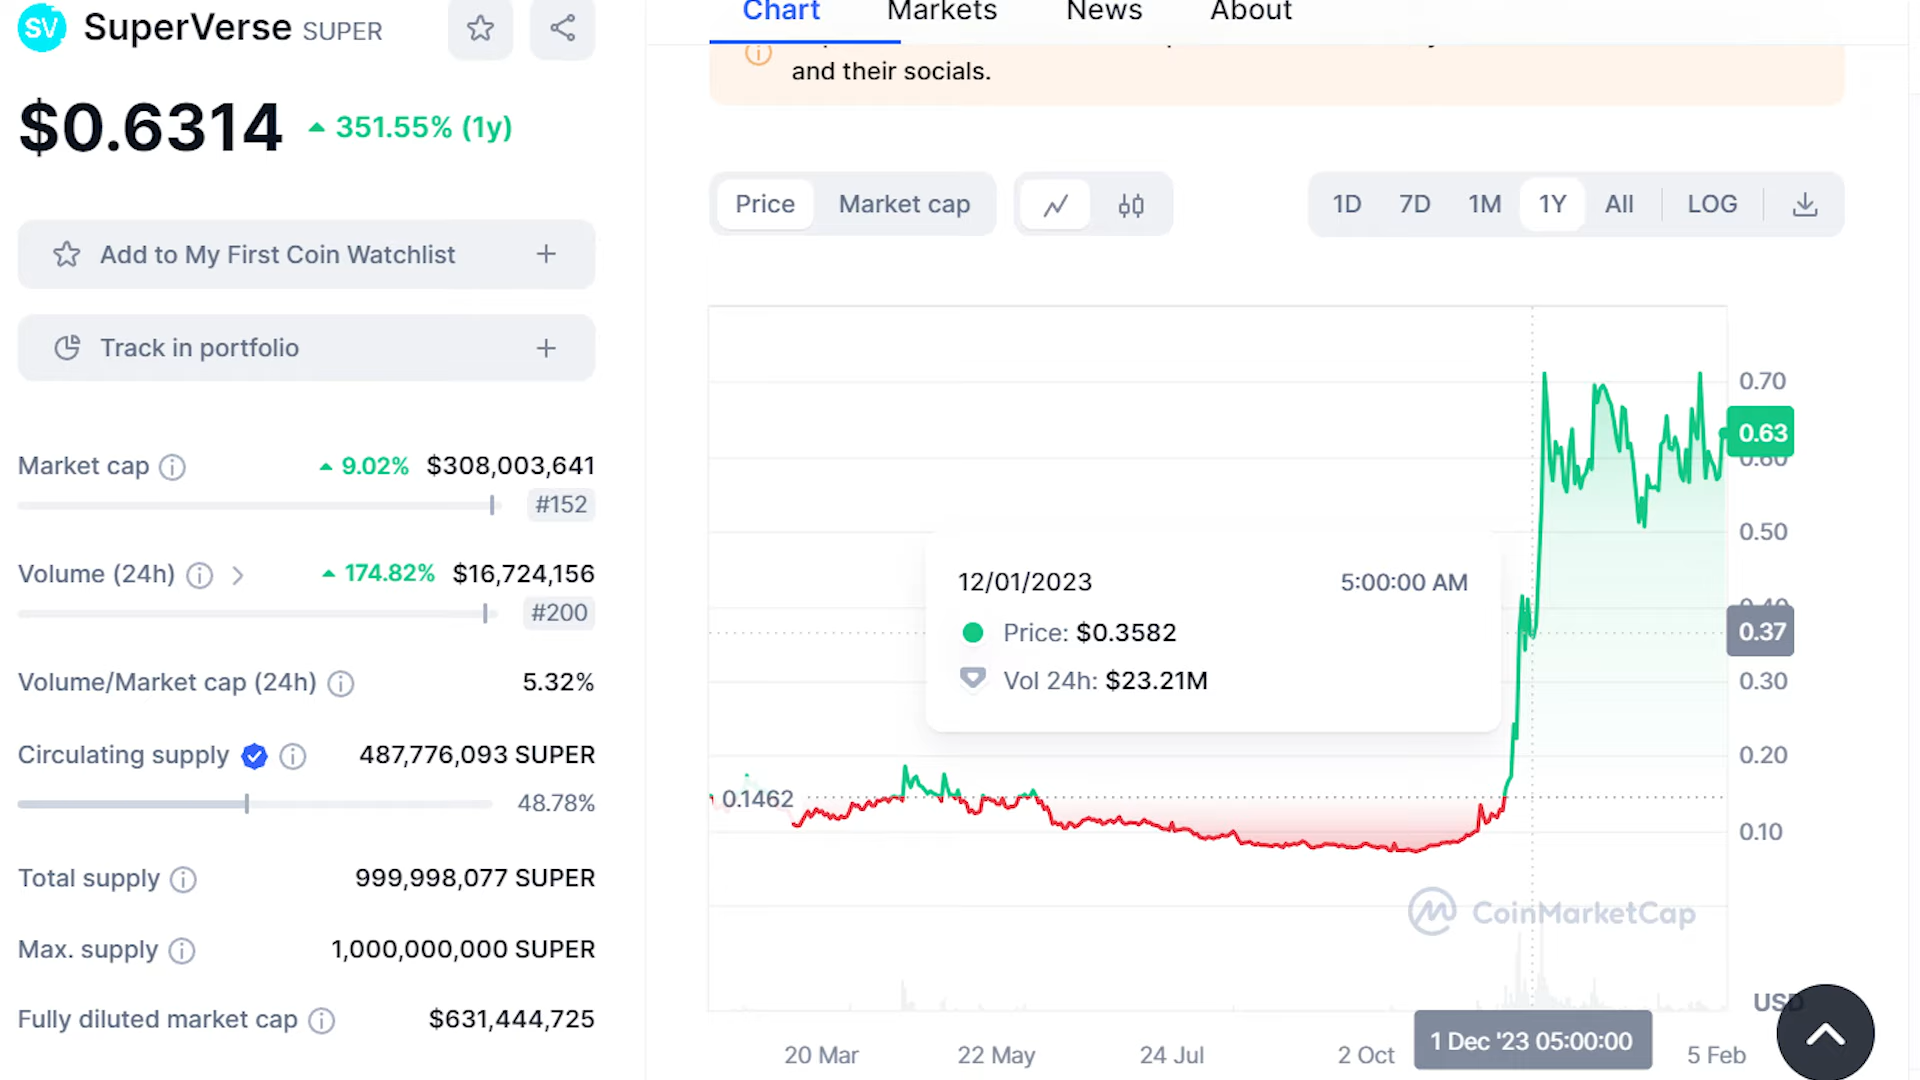 SV SuperVerse SUPER
$0.6314 351.55% (1y)
Add to My First Coin Watchlist
Track in portfolio
Market cap 9.02% $308,003,641
#152
Volume (24h) 174.82% $16,724,156
#200
Volume/Market cap (24h) 5.32%
Circulating supply 487,776,093 SUPER
48.78%
Total supply 999,998,077 SUPER
Max. supply 1,000,000,000 SUPER
Fully diluted market cap $631,444,725
Chart Markets News About
and their socials.
Price Market cap 1D 7D 1M 1Y All LOG
0.70
0.63
0.60
0.50
0.40
0.37
0.30
0.20
0.10
12/01/2023 5:00:00 AM
Price: $0.3582
Vol 24h: $23.21M
0.1462
CoinMarketCap
USD
20 Mar 22 May 24 Jul 2 Oct 1 Dec '23 05:00:00 5 Feb